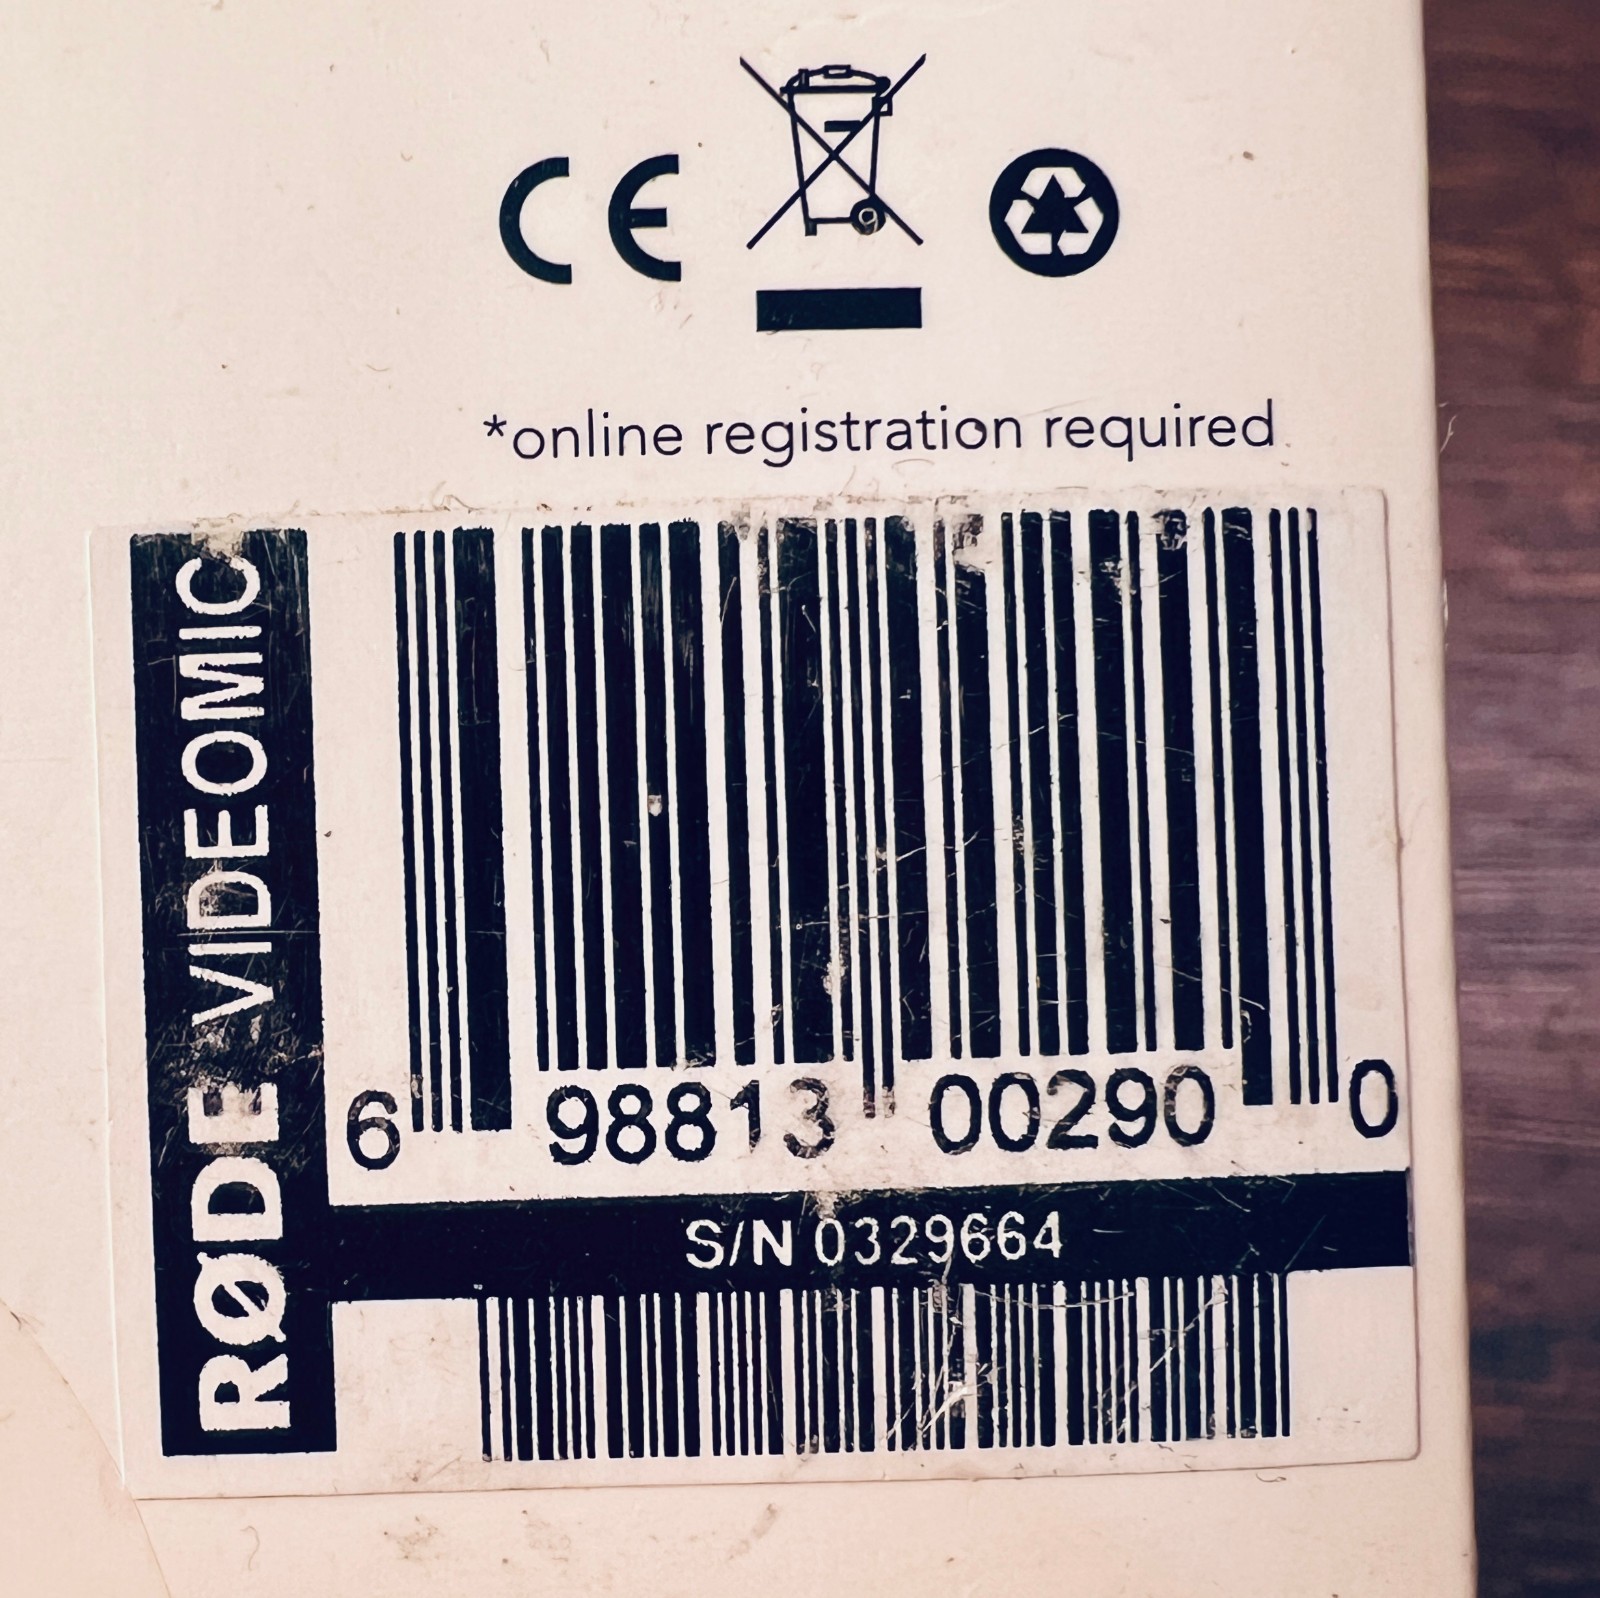 CE
*online registration required
RØDE VIDEOMIC
6 98813 00290 0
S/N 0329664